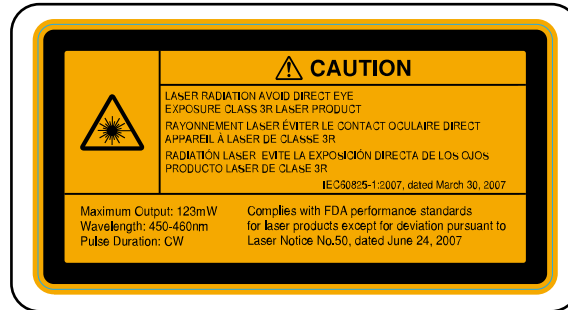 ⚠ CAUTION
LASER RADIATION AVOID DIRECT EYE
EXPOSURE CLASS 3R LASER PRODUCT
RAYONNEMENT LASER ÉVITER LE CONTACT OCULAIRE DIRECT
APPAREIL À LASER DE CLASSE 3R
RADIATIÓN LASER EVITE LA EXPOSICIÓN DIRECTA DE LOS OJOS
PRODUCTO LASER DE CLASE 3R
IEC60825-1:2007, dated March 30, 2007
Maximum Output: 123mW
Wavelength: 450-460nm
Pulse Duration: CW
Complies with FDA performance standards
for laser products except for deviation pursuant to
Laser Notice No.50, dated June 24, 2007